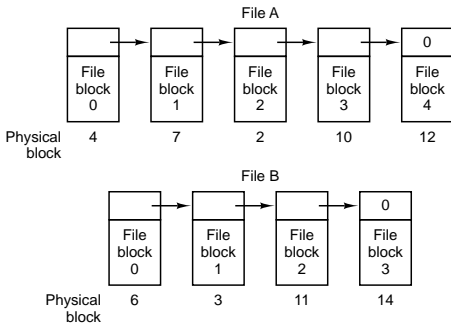 File A
0
File block 0
File block 1
File block 2
File block 3
File block 4
Physical block
4 7 2 10 12
File B
0
File block 0
File block 1
File block 2
File block 3
Physical block
6 3 11 14